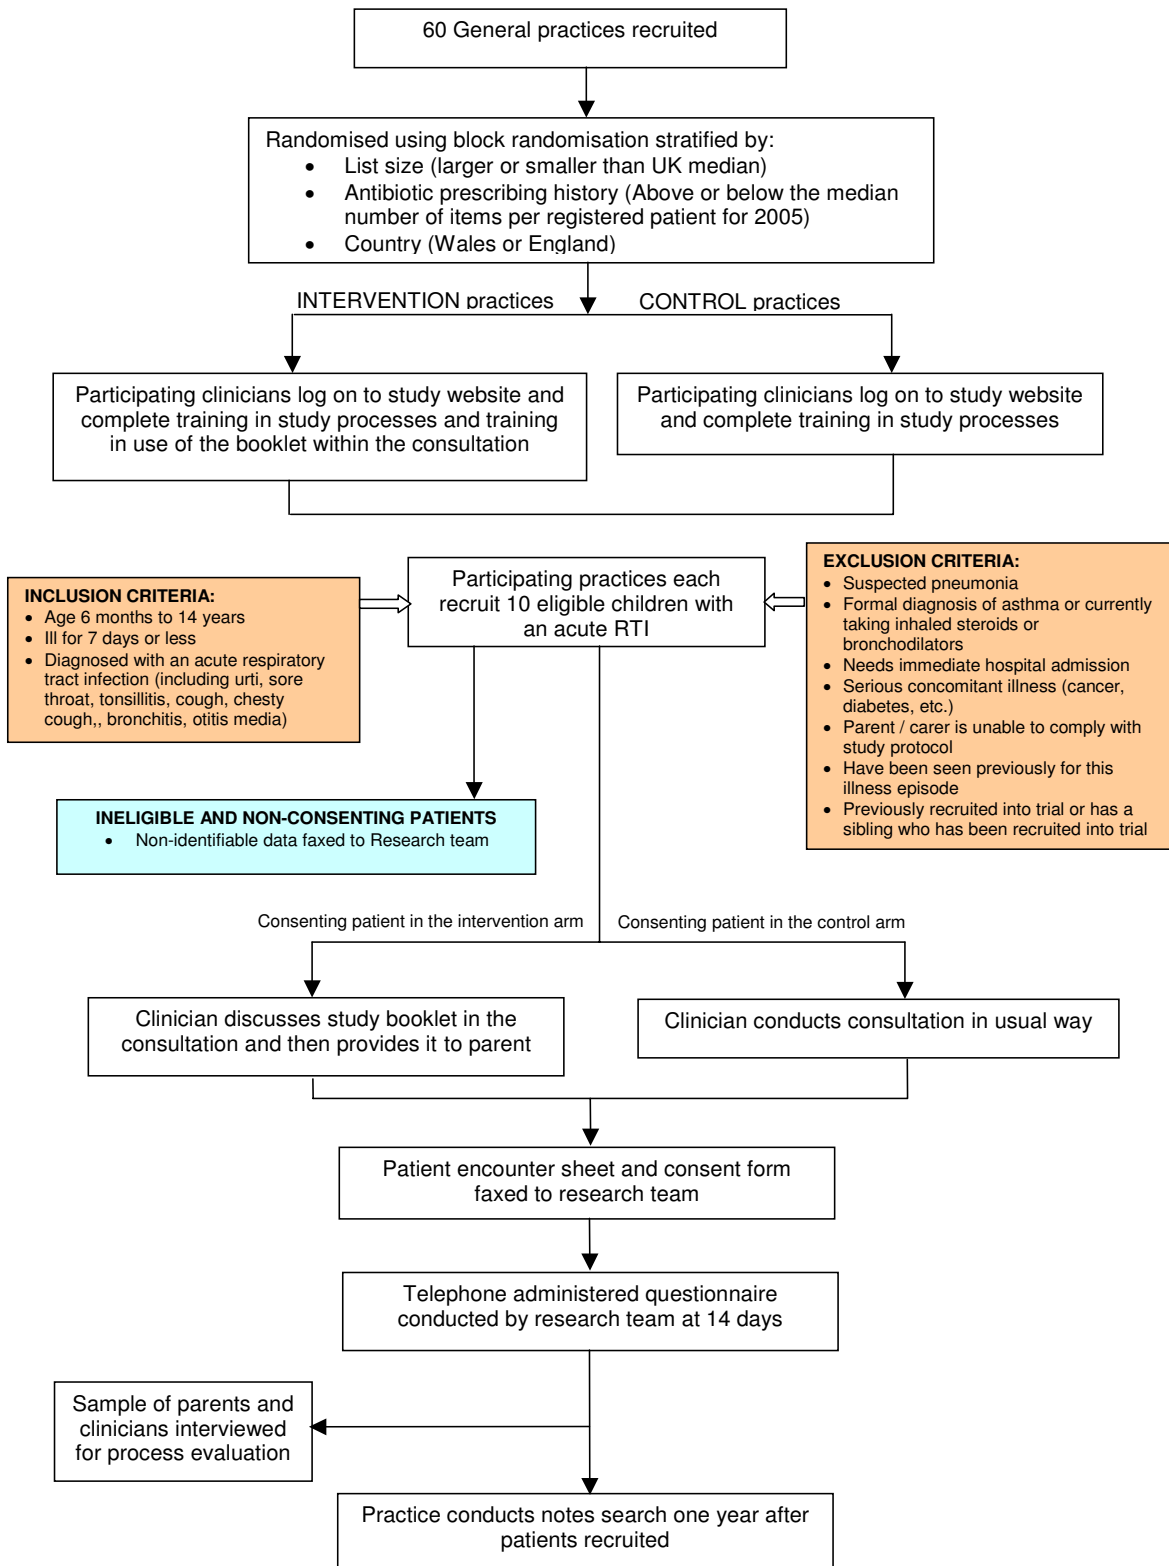 60 General practices recruited
Randomised using block randomisation stratified by:
• List size (larger or smaller than UK median)
• Antibiotic prescribing history (Above or below the median
number of items per registered patient for 2005)
• Country (Wales or England)
INTERVENTION practices
CONTROL practices
Participating clinicians log on to study website and
complete training in study processes and training
in use of the booklet within the consultation
Participating clinicians log on to study website
and complete training in study processes
INCLUSION CRITERIA:
• Age 6 months to 14 years
• Ill for 7 days or less
• Diagnosed with an acute respiratory
tract infection (including urti, sore
throat, tonsillitis, cough, chesty
cough,, bronchitis, otitis media)
Participating practices each
recruit 10 eligible children with
an acute RTI
EXCLUSION CRITERIA:
• Suspected pneumonia
• Formal diagnosis of asthma or currently
taking inhaled steroids or
bronchodilators
• Needs immediate hospital admission
• Serious concomitant illness (cancer,
diabetes, etc.)
• Parent / carer is unable to comply with
study protocol
• Have been seen previously for this
illness episode
• Previously recruited into trial or has a
sibling who has been recruited into trial
INELIGIBLE AND NON-CONSENTING PATIENTS
• Non-identifiable data faxed to Research team
Consenting patient in the intervention arm
Consenting patient in the control arm
Clinician discusses study booklet in the
consultation and then provides it to parent
Clinician conducts consultation in usual way
Patient encounter sheet and consent form
faxed to research team
Telephone administered questionnaire
conducted by research team at 14 days
Sample of parents and
clinicians interviewed
for process evaluation
Practice conducts notes search one year after
patients recruited